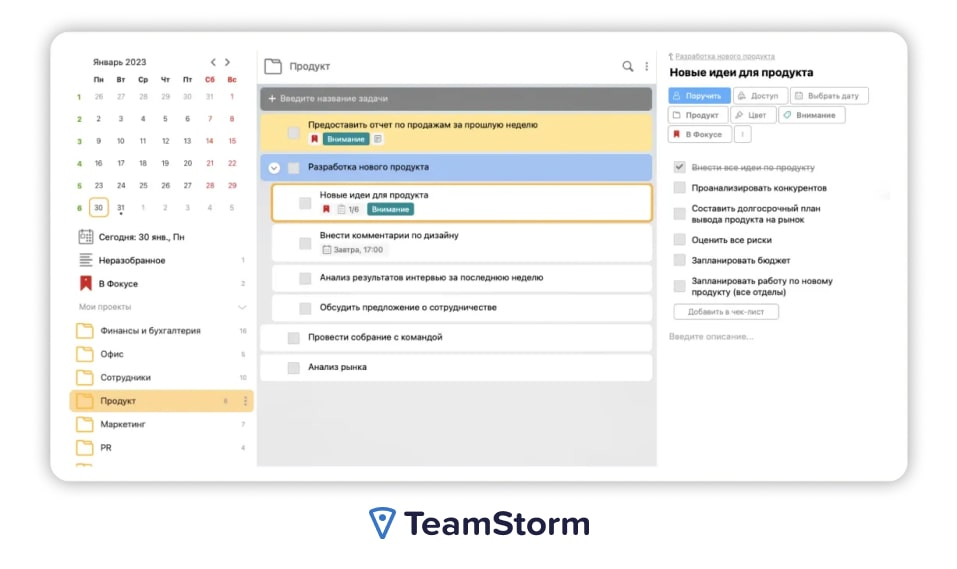 Январь 2023
Пн Вт Ср Чт Пт Сб Вс
1 26 27 28 29 30 31 1
2 2 3 4 5 6 7 8
3 9 10 11 12 13 14 15
4 16 17 18 19 20 21 22
5 23 24 25 26 27 28 29
6 30 31 1 2 3 4 5
Сегодня: 30 янв., Пн
Неразобранное 1
В Фокусе 2
Мои проекты
Финансы и бухгалтерия 16
Офис 5
Сотрудники 10
Продукт 8
Маркетинг 7
PR 4
Продукт
+ Введите название задачи
Предоставить отчет по продажам за прошлую неделю
Внимание
Разработка нового продукта
Новые идеи для продукта
1/6 Внимание
Внести комментарии по дизайну
Завтра, 17:00
Анализ результатов интервью за последнюю неделю
Обсудить предложение о сотрудничестве
Провести собрание с командой
Анализ рынка
Разработка нового продукта
Новые идеи для продукта
Поручить Доступ Выбрать дату
Продукт Цвет Внимание
В Фокусе
Внести все идеи по продукту
Проанализировать конкурентов
Составить долгосрочный план
вывода продукта на рынок
Оценить все риски
Запланировать бюджет
Запланировать работу по новому
продукту (все отделы)
Добавить в чек-лист
Введите описание...
TeamStorm